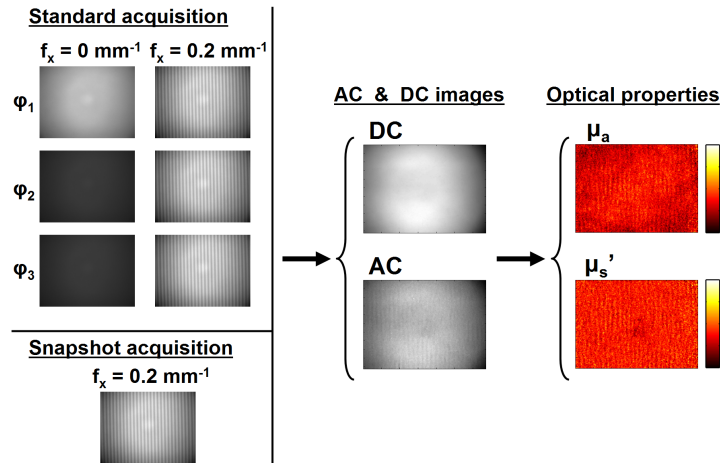 Standard acquisition
fₓ = 0 mm⁻¹ fₓ = 0.2 mm⁻¹
φ₁
φ₂
φ₃
Snapshot acquisition
fₓ = 0.2 mm⁻¹
AC & DC images
DC
AC
Optical properties
μₐ
μₛ’